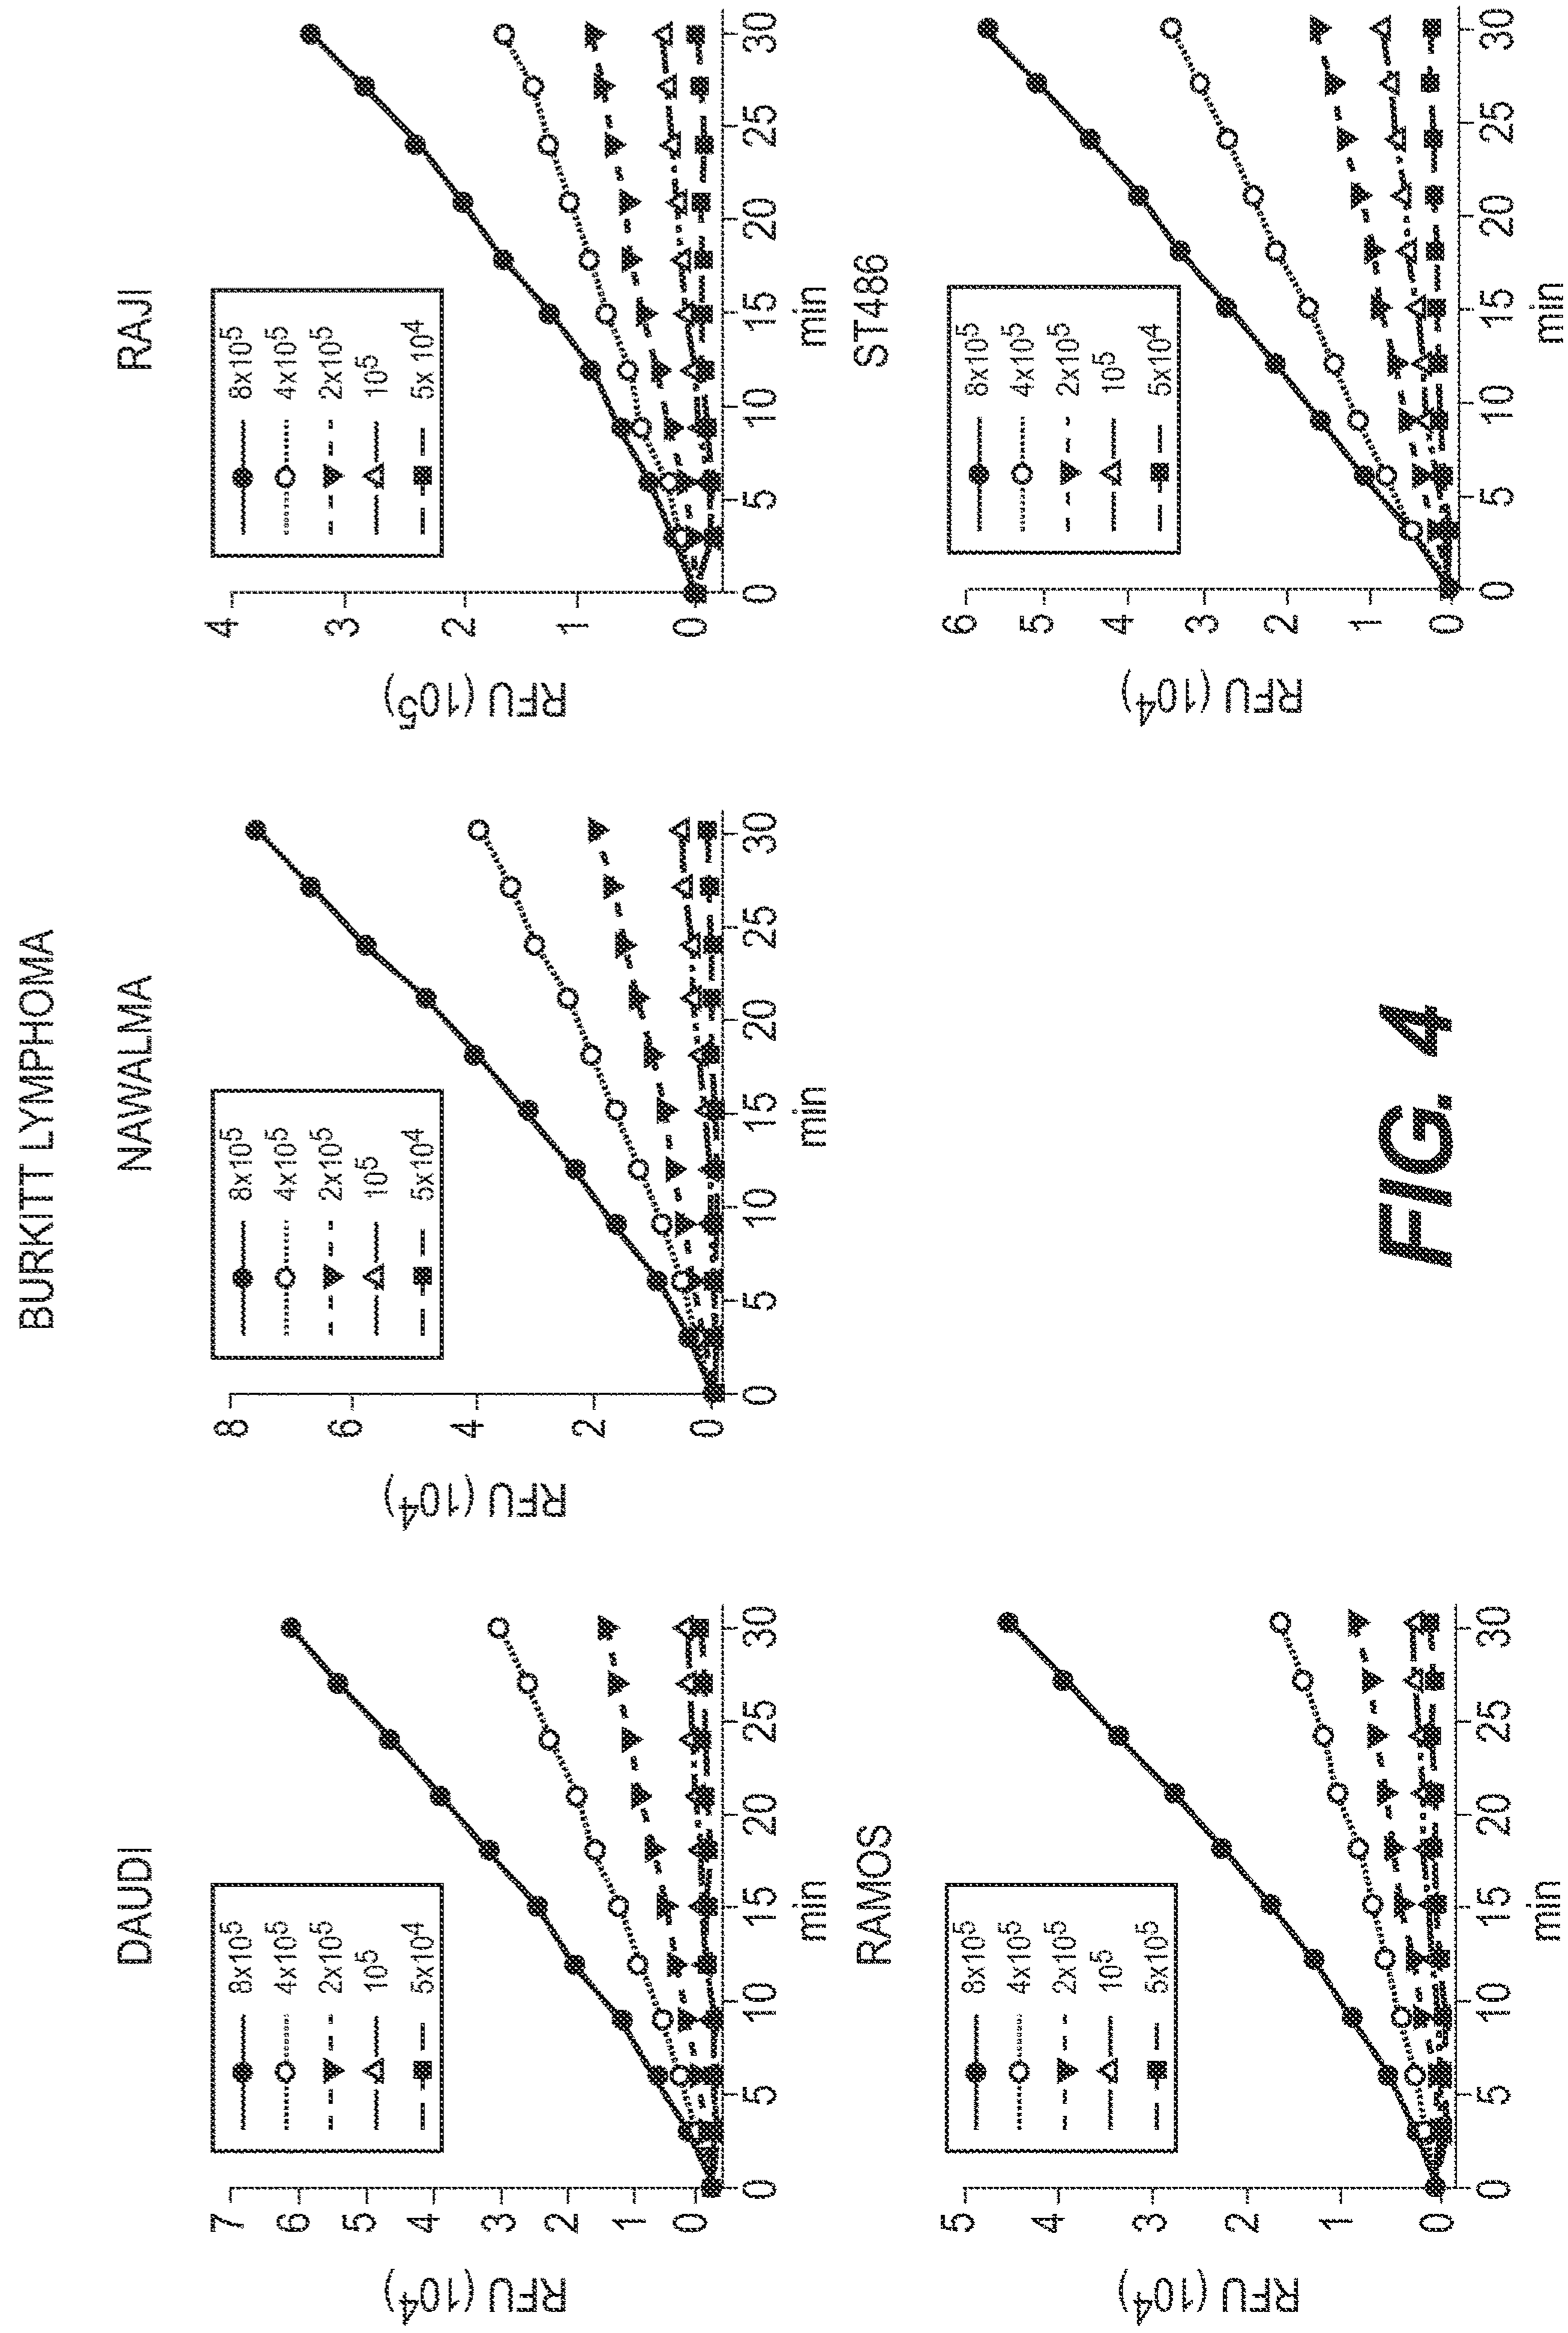 BURKITT LYMPHOMA
DAUDI
RFU (10⁴)
7
6
5
4
3
2
1
0
8x10⁵
4x10⁵
2x10⁵
10⁵
5x10⁴
0 5 10 15 20 25 30
min
NAWALMA
RFU (10⁴)
8
6
4
2
0
8x10⁵
4x10⁵
2x10⁵
10⁵
5x10⁴
0 5 10 15 20 25 30
min
RAJI
RFU (10⁵)
4
3
2
1
0
8x10⁵
4x10⁵
2x10⁵
10⁵
5x 10⁴
0 5 10 15 20 25 30
min
RAMOS
RFU (10⁴)
5
4
3
2
1
0
8x10⁵
4x10⁵
2x10⁵
10⁵
5x10⁵
0 5 10 15 20 25 30
min
ST486
RFU (10⁴)
6
5
4
3
2
1
0
8x10⁵
4x10⁵
2x10⁵
10⁵
5x10⁴
0 5 10 15 20 25 30
min
FIG. 4